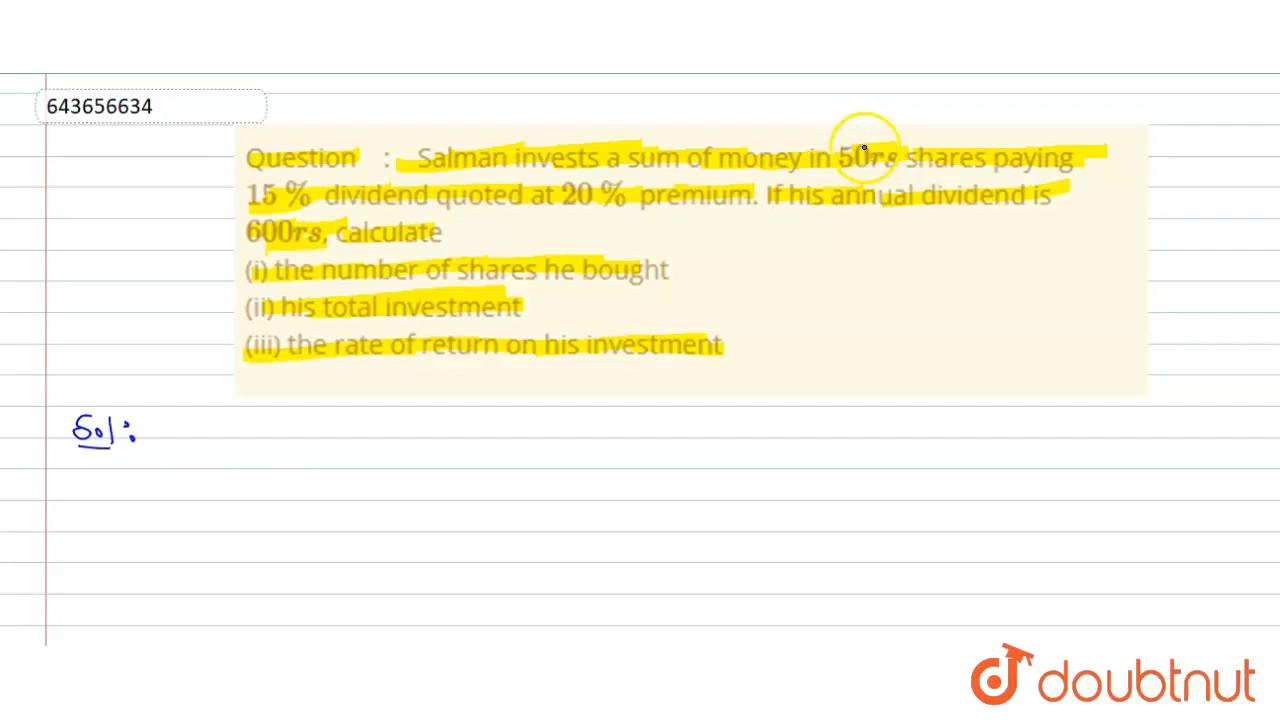 643656634
Question : Salman invests a sum of money in 50rs shares paying
15 % dividend quoted at 20 % premium. If his annual dividend is
600rs, calculate
(i) the number of shares he bought
(ii) his total investment
(iii) the rate of return on his investment
Sol :
doubtnut